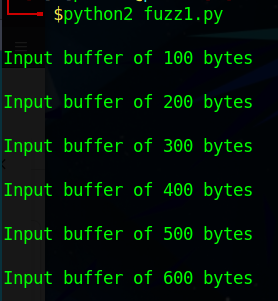 $python2 fuzz1.py
Input buffer of 100 bytes
Input buffer of 200 bytes
Input buffer of 300 bytes
Input buffer of 400 bytes
Input buffer of 500 bytes
Input buffer of 600 bytes